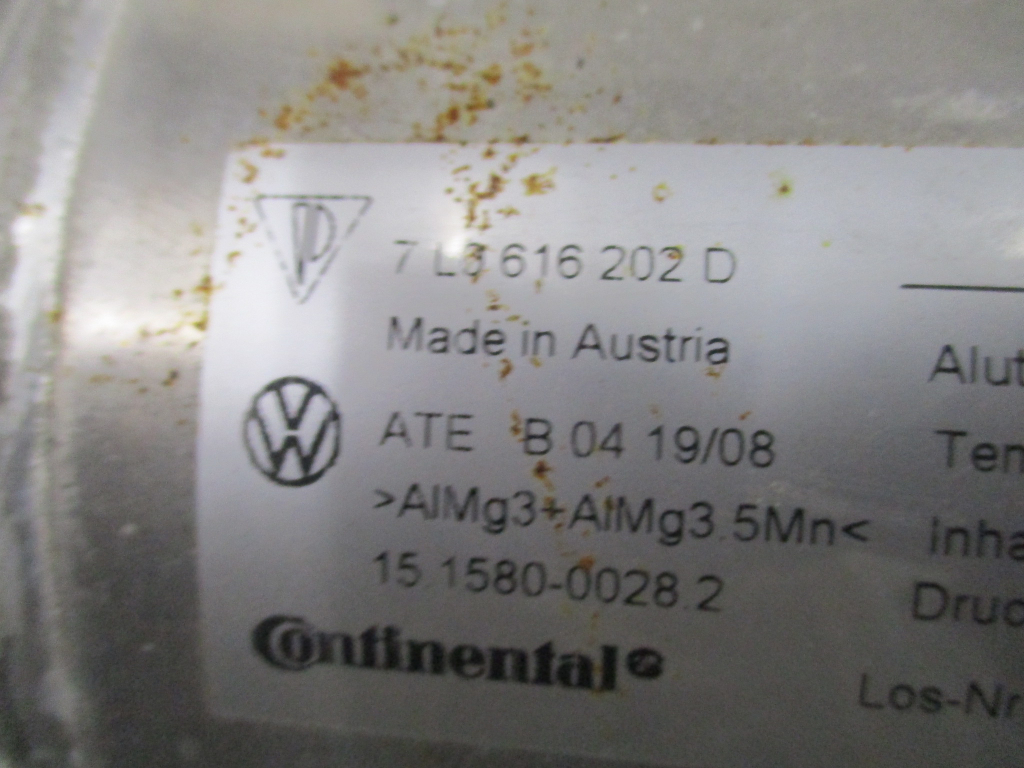 7 L6 616 202 D
Made in Austria
ATE B 04 19/08
>AlMg3+AlMg3.5Mn<
15.1580-0028.2
Continental
Alut
Ten
Inha
Druc
Los-Nr